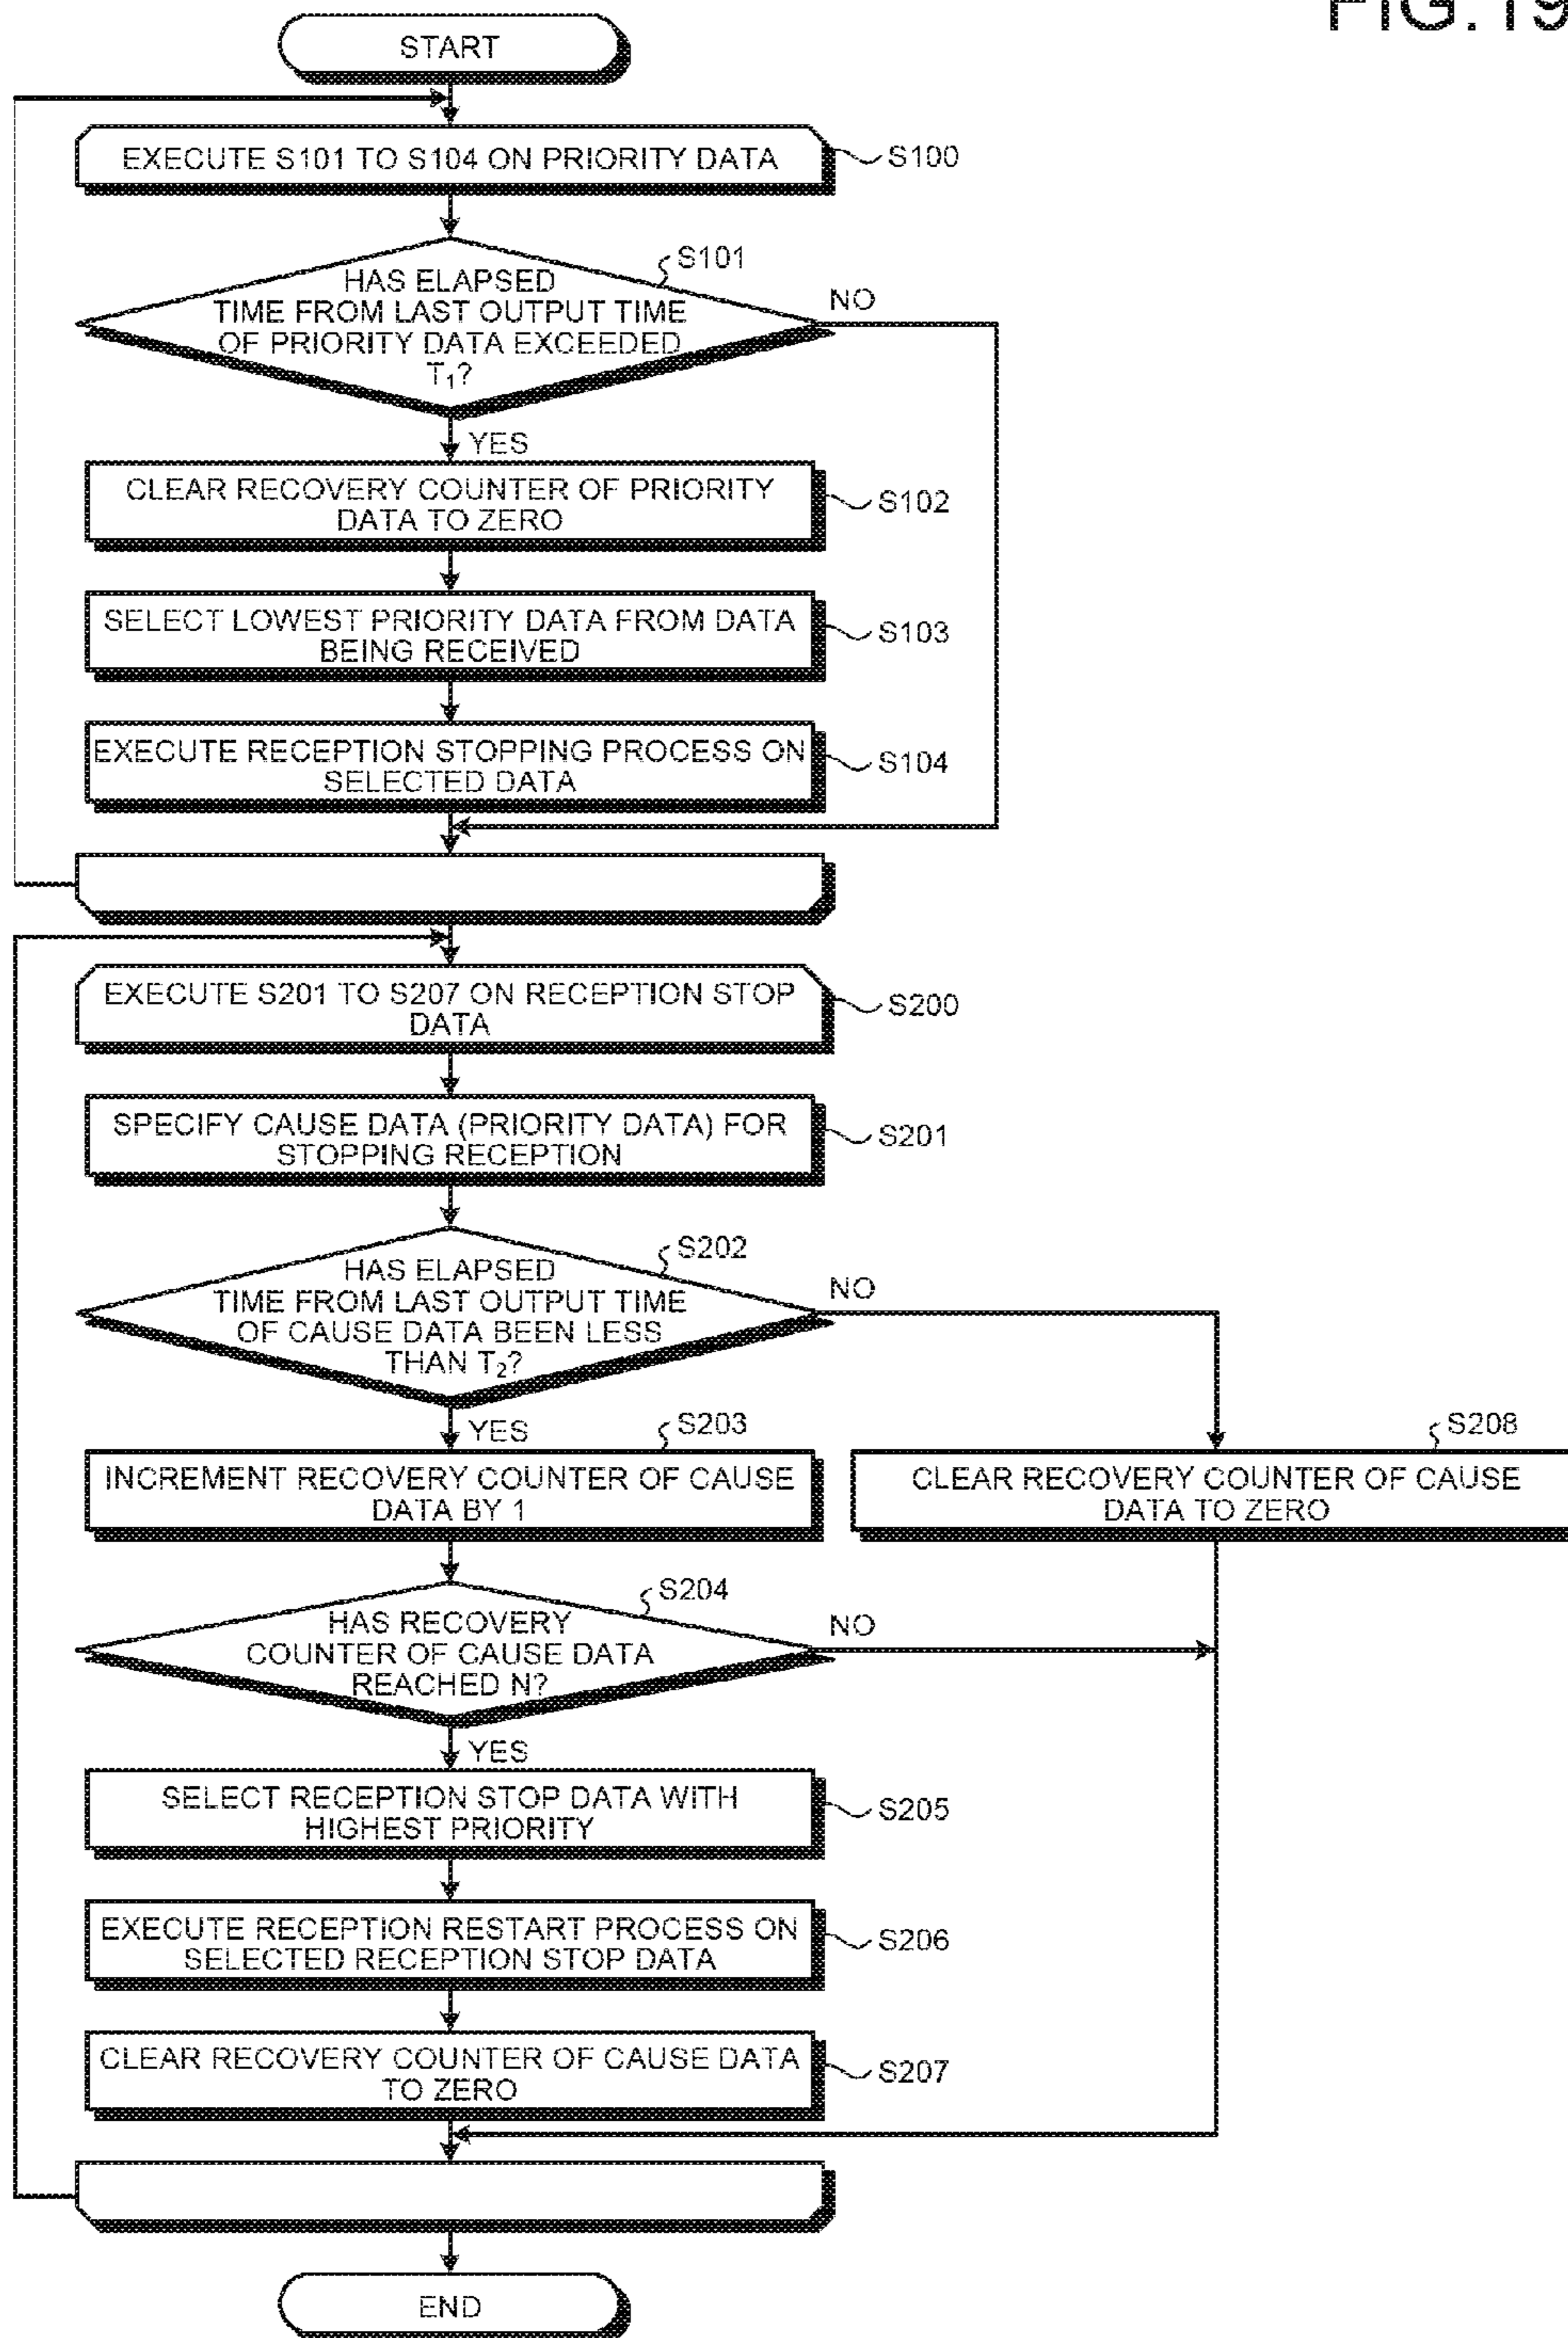 FIG.19
START
EXECUTE S101 TO S104 ON PRIORITY DATA
S100
S101
HAS ELAPSED
TIME FROM LAST OUTPUT TIME
OF PRIORITY DATA EXCEEDED
T₁?
NO
YES
CLEAR RECOVERY COUNTER OF PRIORITY
DATA TO ZERO
S102
SELECT LOWEST PRIORITY DATA FROM DATA
BEING RECEIVED
S103
EXECUTE RECEPTION STOPPING PROCESS ON
SELECTED DATA
S104
EXECUTE S201 TO S207 ON RECEPTION STOP
DATA
S200
SPECIFY CAUSE DATA (PRIORITY DATA) FOR
STOPPING RECEPTION
S201
S202
HAS ELAPSED
TIME FROM LAST OUTPUT TIME
OF CAUSE DATA BEEN LESS
THAN T₂?
NO
YES
S203
INCREMENT RECOVERY COUNTER OF CAUSE
DATA BY 1
S208
CLEAR RECOVERY COUNTER OF CAUSE
DATA TO ZERO
S204
HAS RECOVERY
COUNTER OF CAUSE DATA
REACHED N?
NO
YES
SELECT RECEPTION STOP DATA WITH
HIGHEST PRIORITY
S205
EXECUTE RECEPTION RESTART PROCESS ON
SELECTED RECEPTION STOP DATA
S206
CLEAR RECOVERY COUNTER OF CAUSE DATA
TO ZERO
S207
END